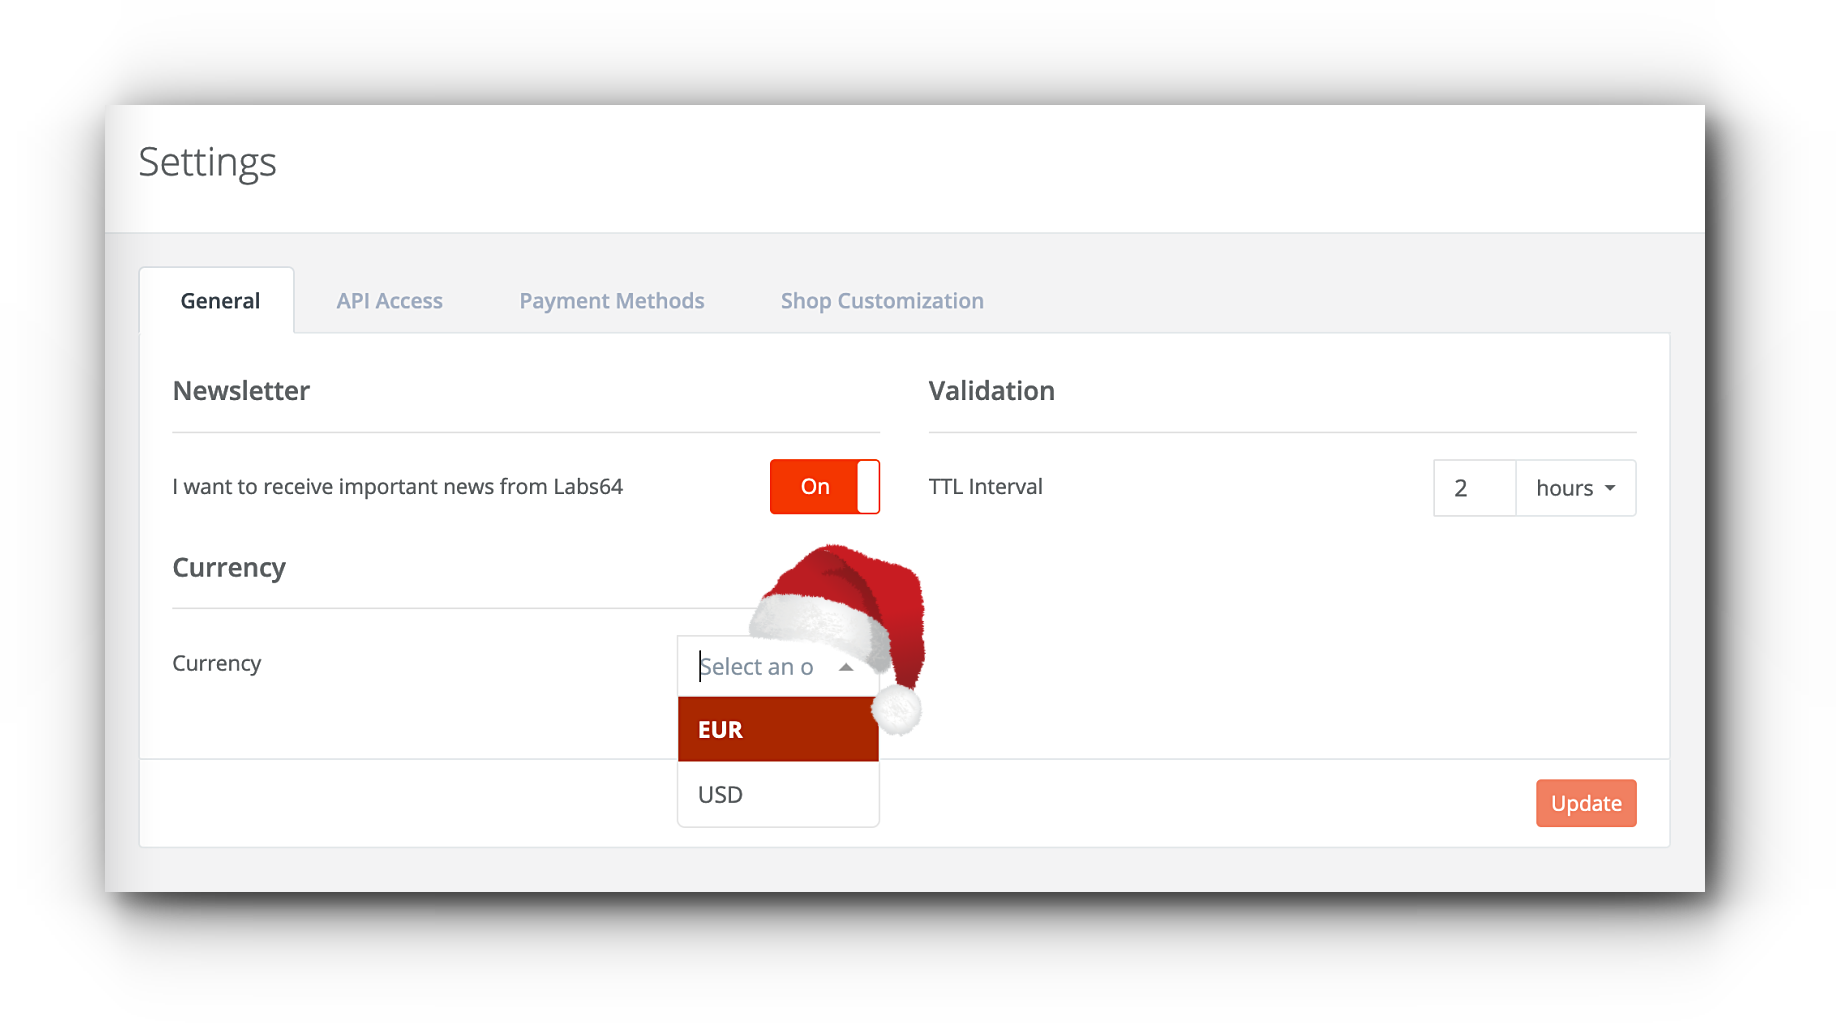 Settings
General
API Access
Payment Methods
Shop Customization
Newsletter
I want to receive important news from Labs64
On
Validation
TTL Interval
2
hours
Currency
Currency
Select an o
EUR
USD
Update